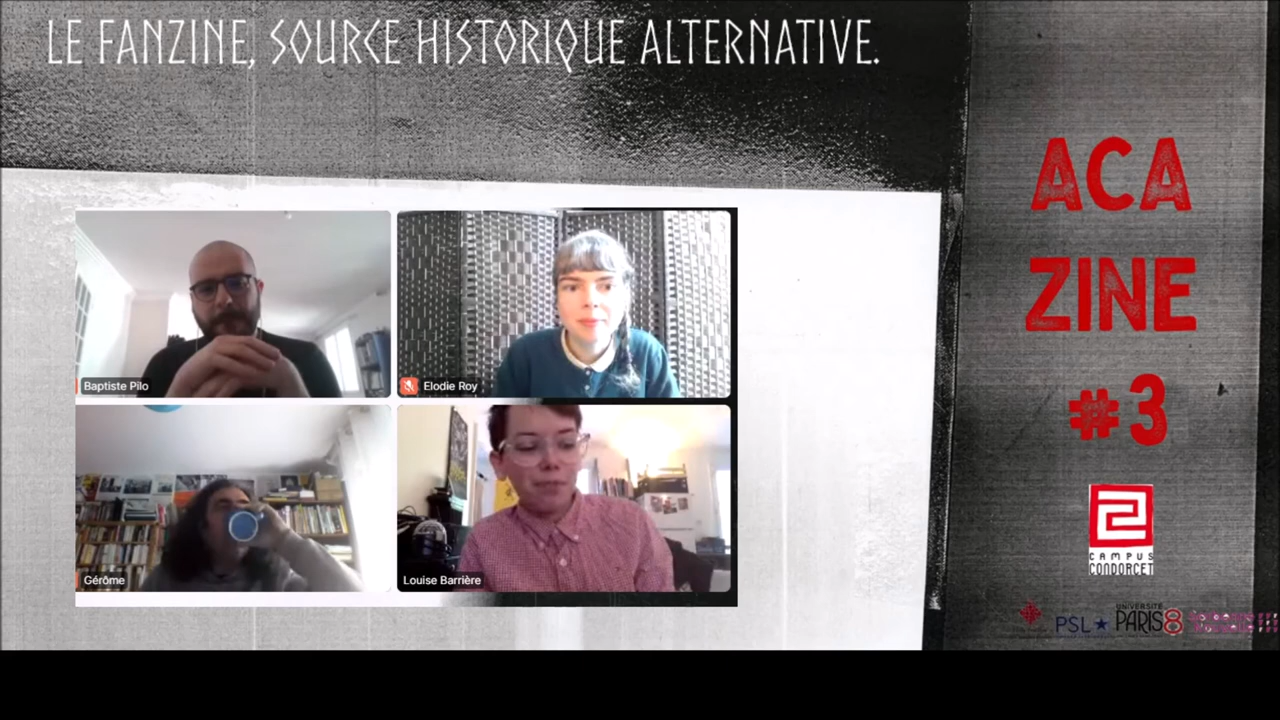 LE FANZINE, SOURCE HISTORIQUE ALTERNATIVE.
ACA
ZINE
#3
Baptiste Pilo
Elodie Roy
Gérôme
Louise Barrière
CAMPUS
CONDORCET
PSL
UNIVERSITÉ
PARIS8